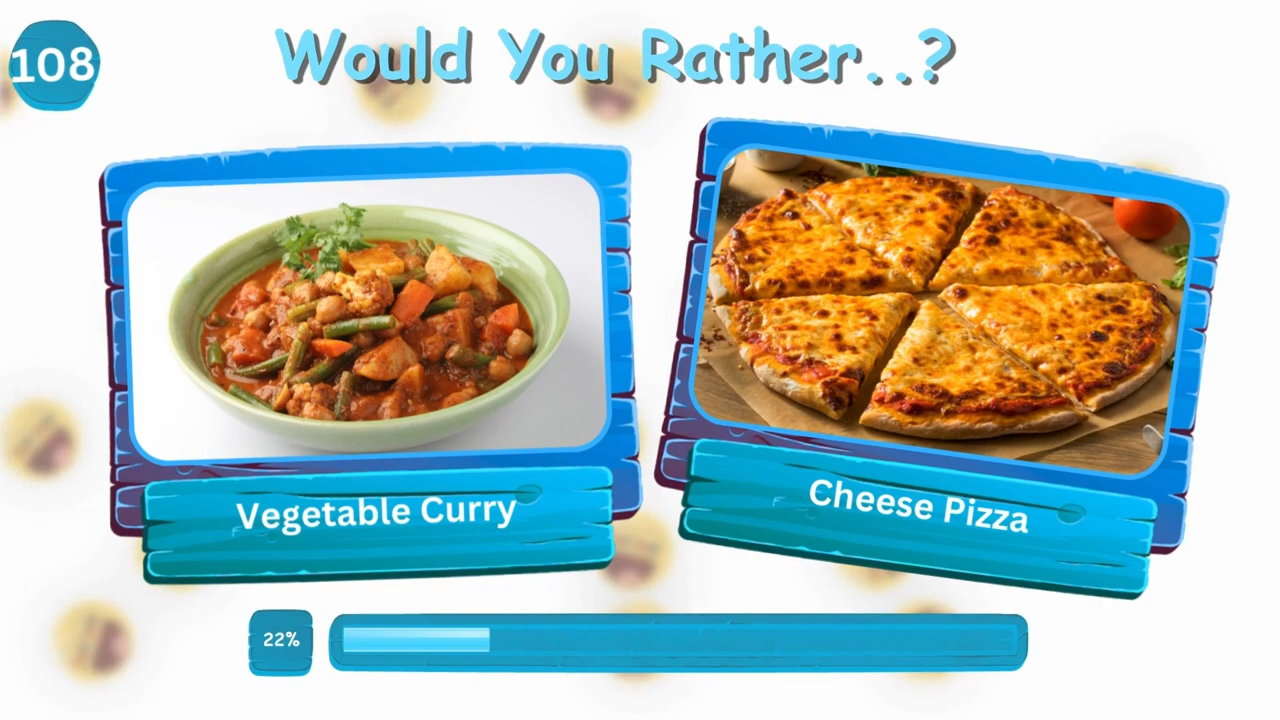 108
Would You Rather..?
Vegetable Curry
Cheese Pizza
22%